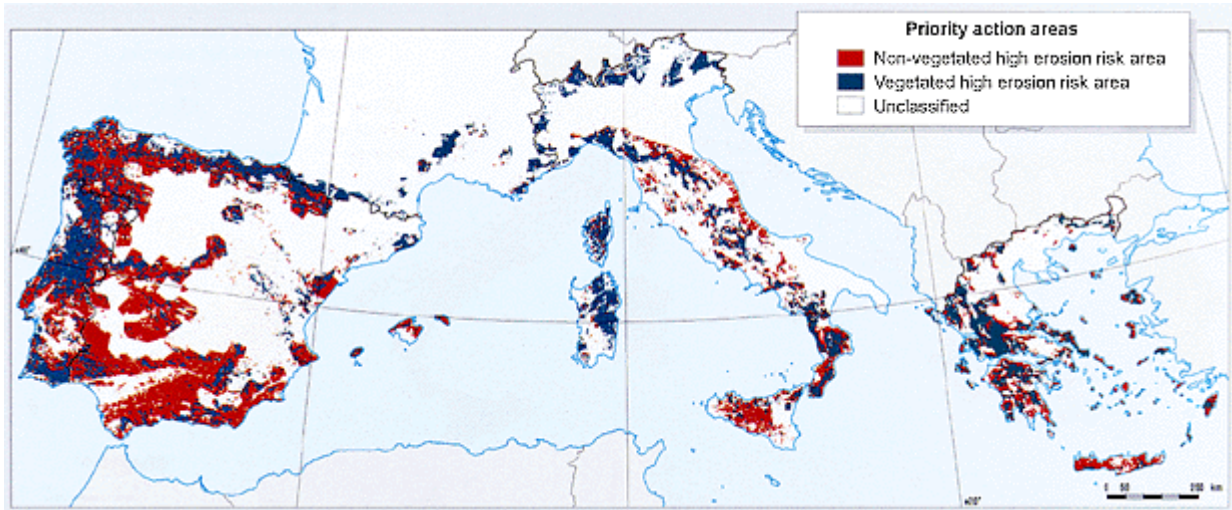 Priority action areas
Non-vegetated high erosion risk area
Vegetated high erosion risk area
Unclassified
0 50 200 km